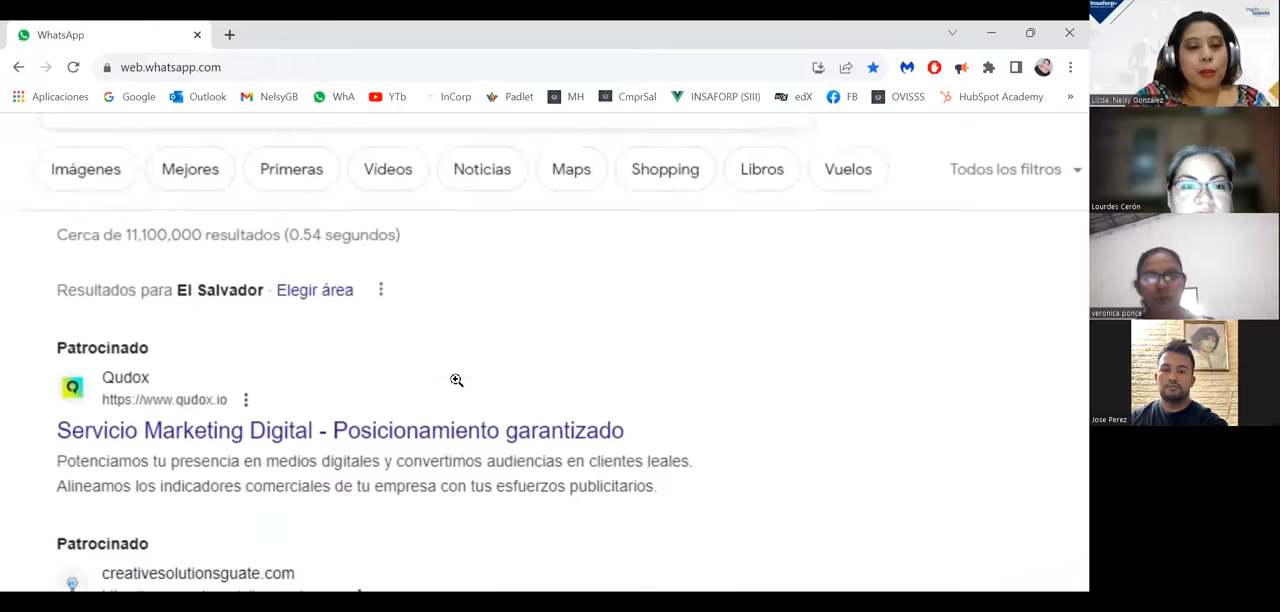 WhatsApp
web.whatsapp.com
Aplicaciones Google Outlook NelsyGB WhA YTb InCorp Padlet MH CmprSal INSAFORP (SIII) edX FB OVISSS HubSpot Academy »
Imágenes Mejores Primeras Videos Noticias Maps Shopping Libros Vuelos Todos los filtros
Cerca de 11,100,000 resultados (0.54 segundos)
Resultados para El Salvador · Elegir área
Patrocinado
Qudox
https://www.qudox.io
Servicio Marketing Digital - Posicionamiento garantizado
Potenciamos tu presencia en medios digitales y convertimos audiencias en clientes leales.
Alineamos los indicadores comerciales de tu empresa con tus esfuerzos publicitarios.
Patrocinado
creativesolutionsguate.com
Insaforp
Licda. Nelsy González
Lourdes Cerón
veronica ponce
Jose Perez